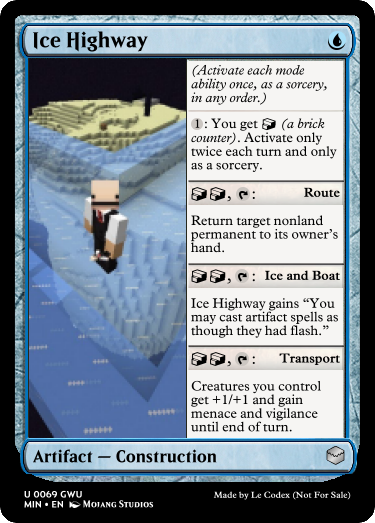 Ice Highway
(Activate each mode
ability once, as a sorcery,
in any order.)
1: You get (a brick
counter). Activate only
twice each turn and only
as a sorcery.
, : Route
Return target nonland
permanent to its owner's
hand.
, : Ice and Boat
Ice Highway gains “You
may cast artifact spells as
though they had flash.”
, : Transport
Creatures you control
get +1/+1 and gain
menace and vigilance
until end of turn.
Artifact — Construction
U 0069 GWU
MIN • EN Mojang Studios
Made by Le Codex (Not For Sale)